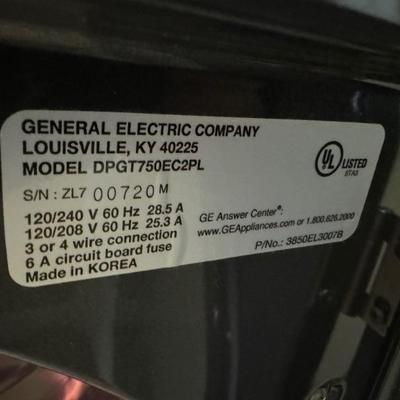 GENERAL ELECTRIC COMPANY
LOUISVILLE, KY 40225
MODEL DPGT750EC2PL
S/N : ZL7 00720 M
120/240 V 60 Hz 28.5 A
120/208 V 60 Hz 25.3 A
3 or 4 wire connection
6 A circuit board fuse
Made in KOREA
UL LISTED
GE Answer Center®:
www.GEAppliances.com or 1.800.626.2000
P/No.: 3850EL3007B